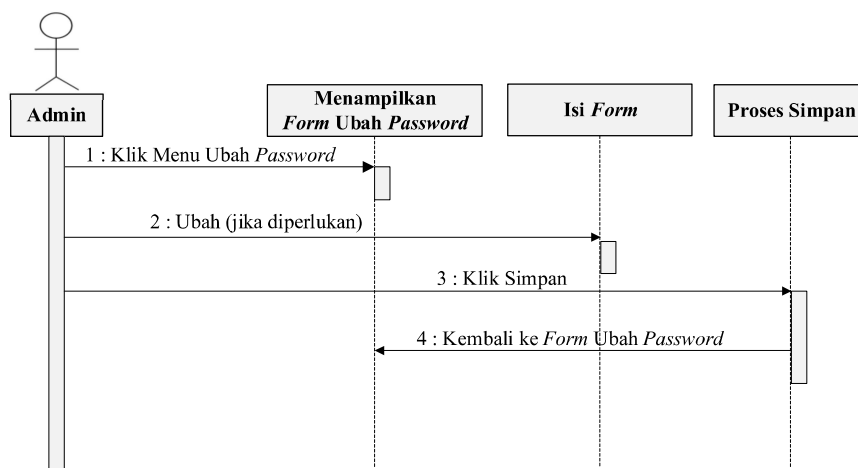 Admin
Menampilkan
Form Ubah Password
Isi Form
Proses Simpan
1 : Klik Menu Ubah Password
2 : Ubah (jika diperlukan)
3 : Klik Simpan
4 : Kembali ke Form Ubah Password